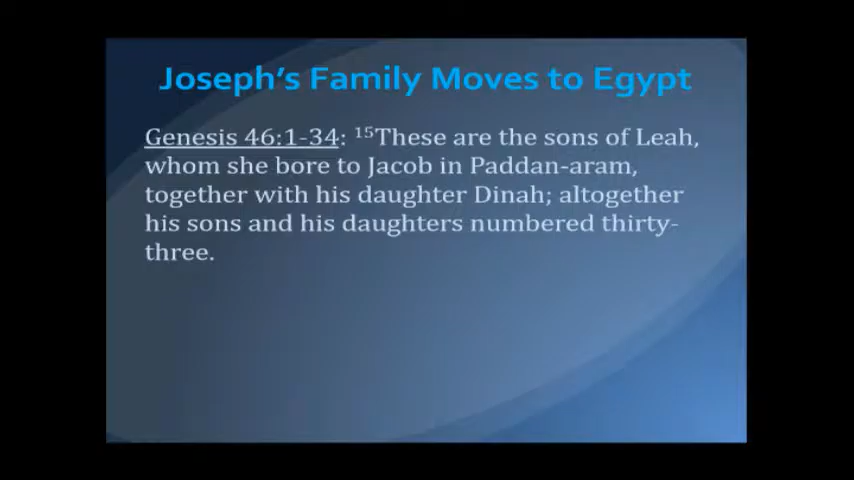 Joseph's Family Moves to Egypt
Genesis 46:1-34: ¹⁵These are the sons of Leah,
whom she bore to Jacob in Paddan-aram,
together with his daughter Dinah; altogether
his sons and his daughters numbered thirty-
three.